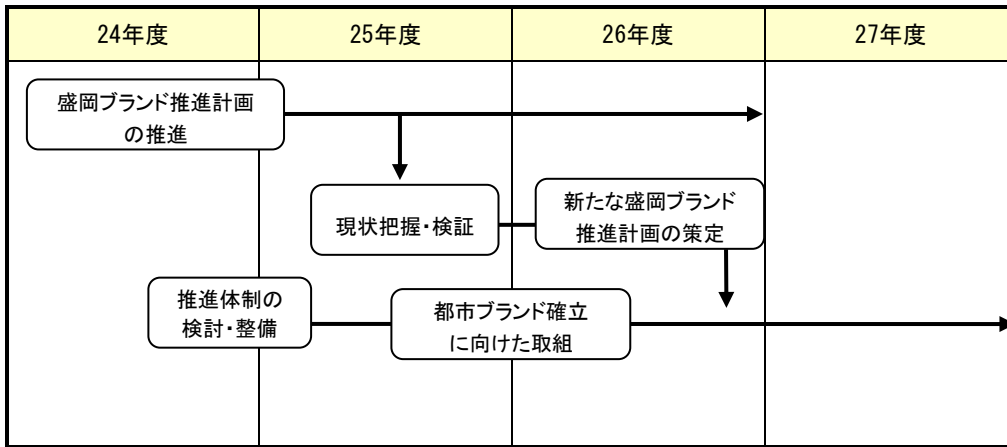 24年度
25年度
26年度
27年度
盛岡ブランド推進計画
の推進
現状把握・検証
新たな盛岡ブランド
推進計画の策定
推進体制の
検討・整備
都市ブランド確立
に向けた取組